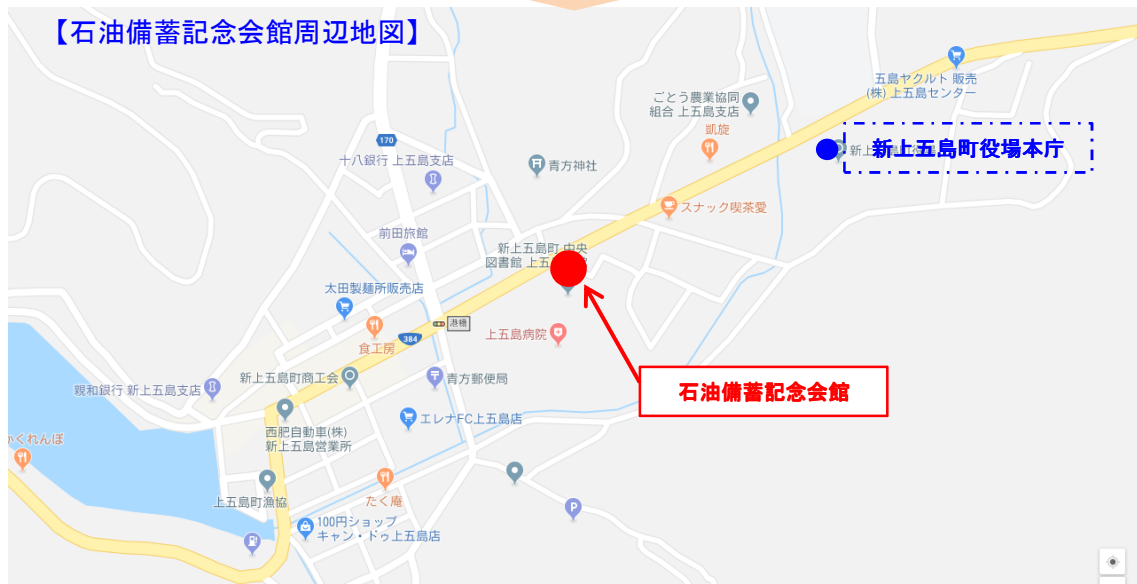 【石油備蓄記念会館周辺地図】
五島ヤクルト 販売
(株) 上五島センター
ごとう農業協同
組合 上五島支店
凱旋
新上五島町役場本庁
170
十八銀行 上五島支店
青方神社
スナック喫茶愛
前田旅館
新上五島町 中央
図書館 上五
太田製麺所販売店
港橋
384
食工房
上五島病院
石油備蓄記念会館
新上五島町商工会
青方郵便局
親和銀行 新上五島支店
エレナFC上五島店
西肥自動車(株)
新上五島営業所
かくれんぼ
たく庵
上五島町漁協
P
100円ショップ
キャン・ドゥ上五島店